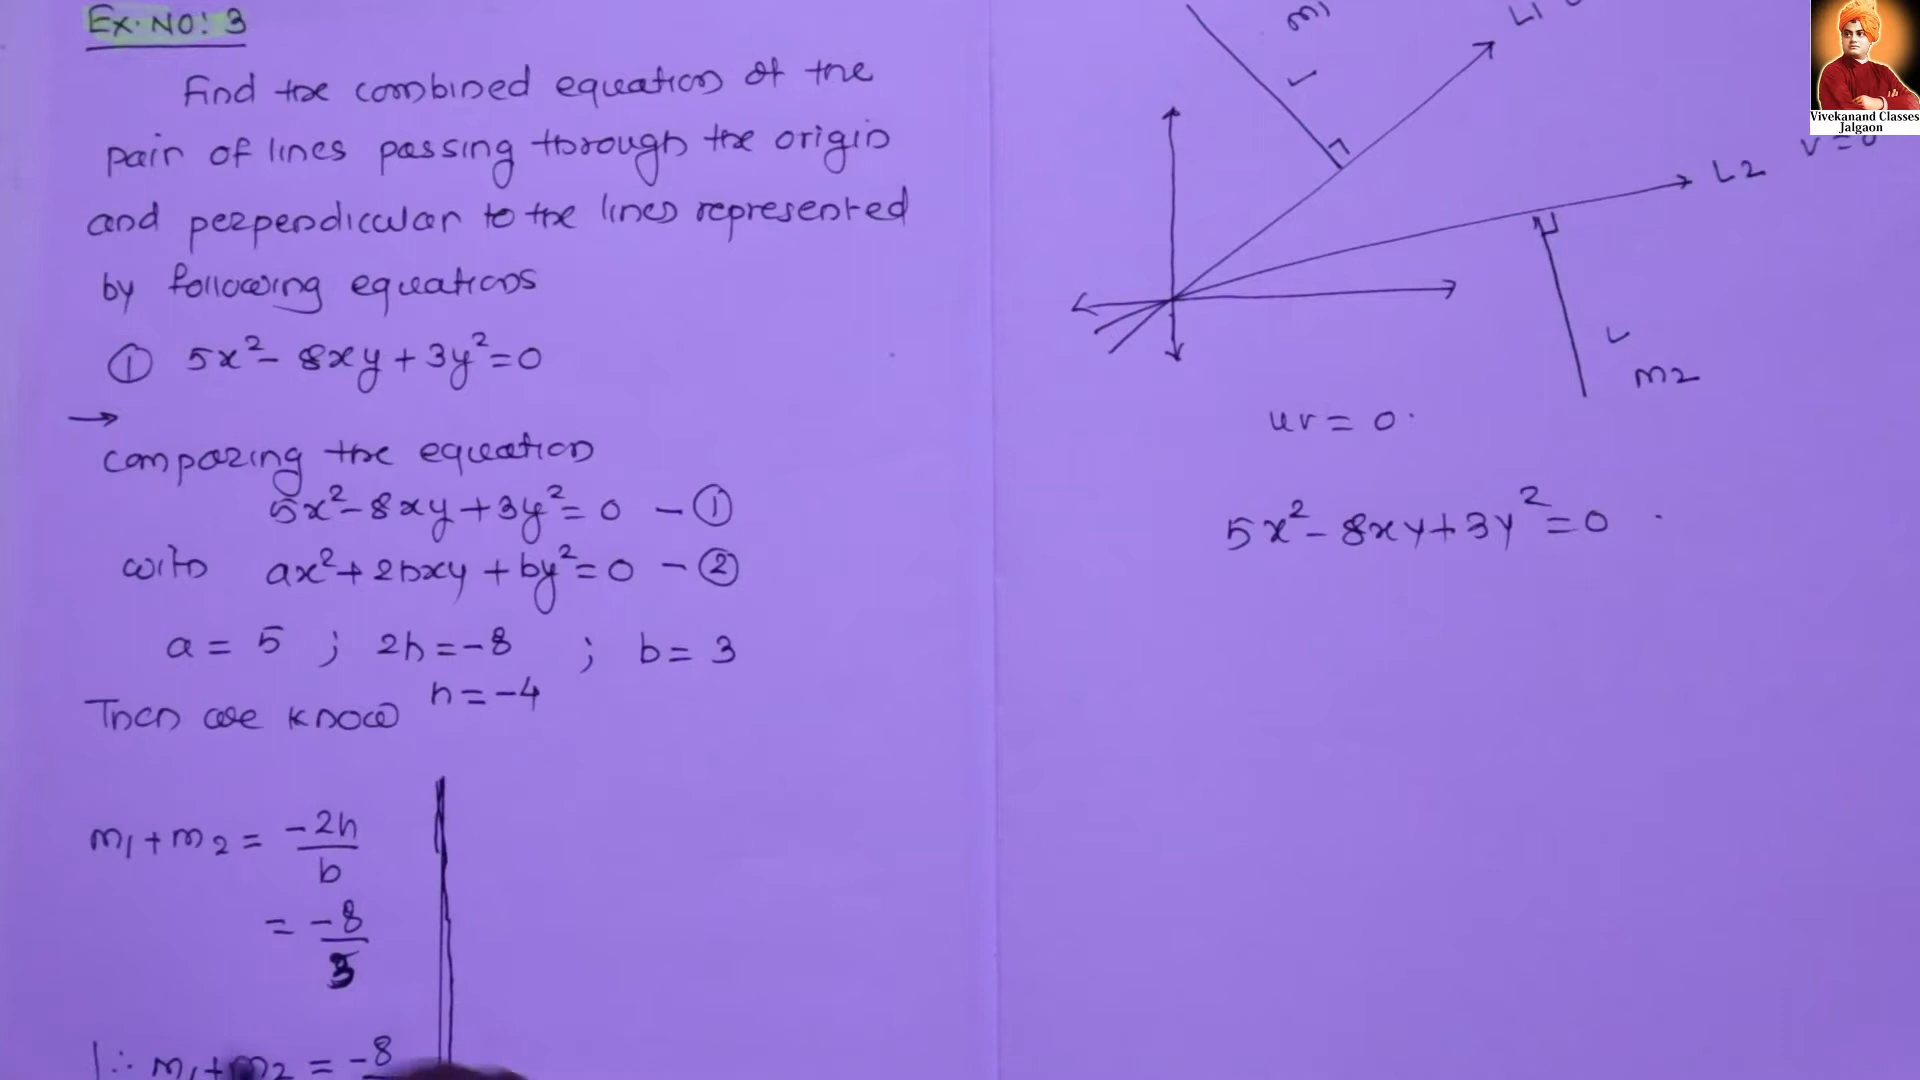 Ex. NO: 3
Find the combined equation of the
pair of lines passing through the origin
and perpendicular to the lines represented
by following equations
① 5x² - 8xy + 3y² = 0
→
comparing the equation
5x² - 8xy + 3y² = 0 - ①
with ax² + 2hxy + by² = 0 - ②
a = 5 ; 2h = -8 ; b = 3
h = -4
Then we know
m₁ + m₂ = -2h / b
= -8 / 3
∴ m₁ + m₂ = -8
m₁
L1
L2 v = 0
m2
uv = 0.
5x² - 8xy + 3y² = 0 .
Vivekanand Classes
Jalgaon